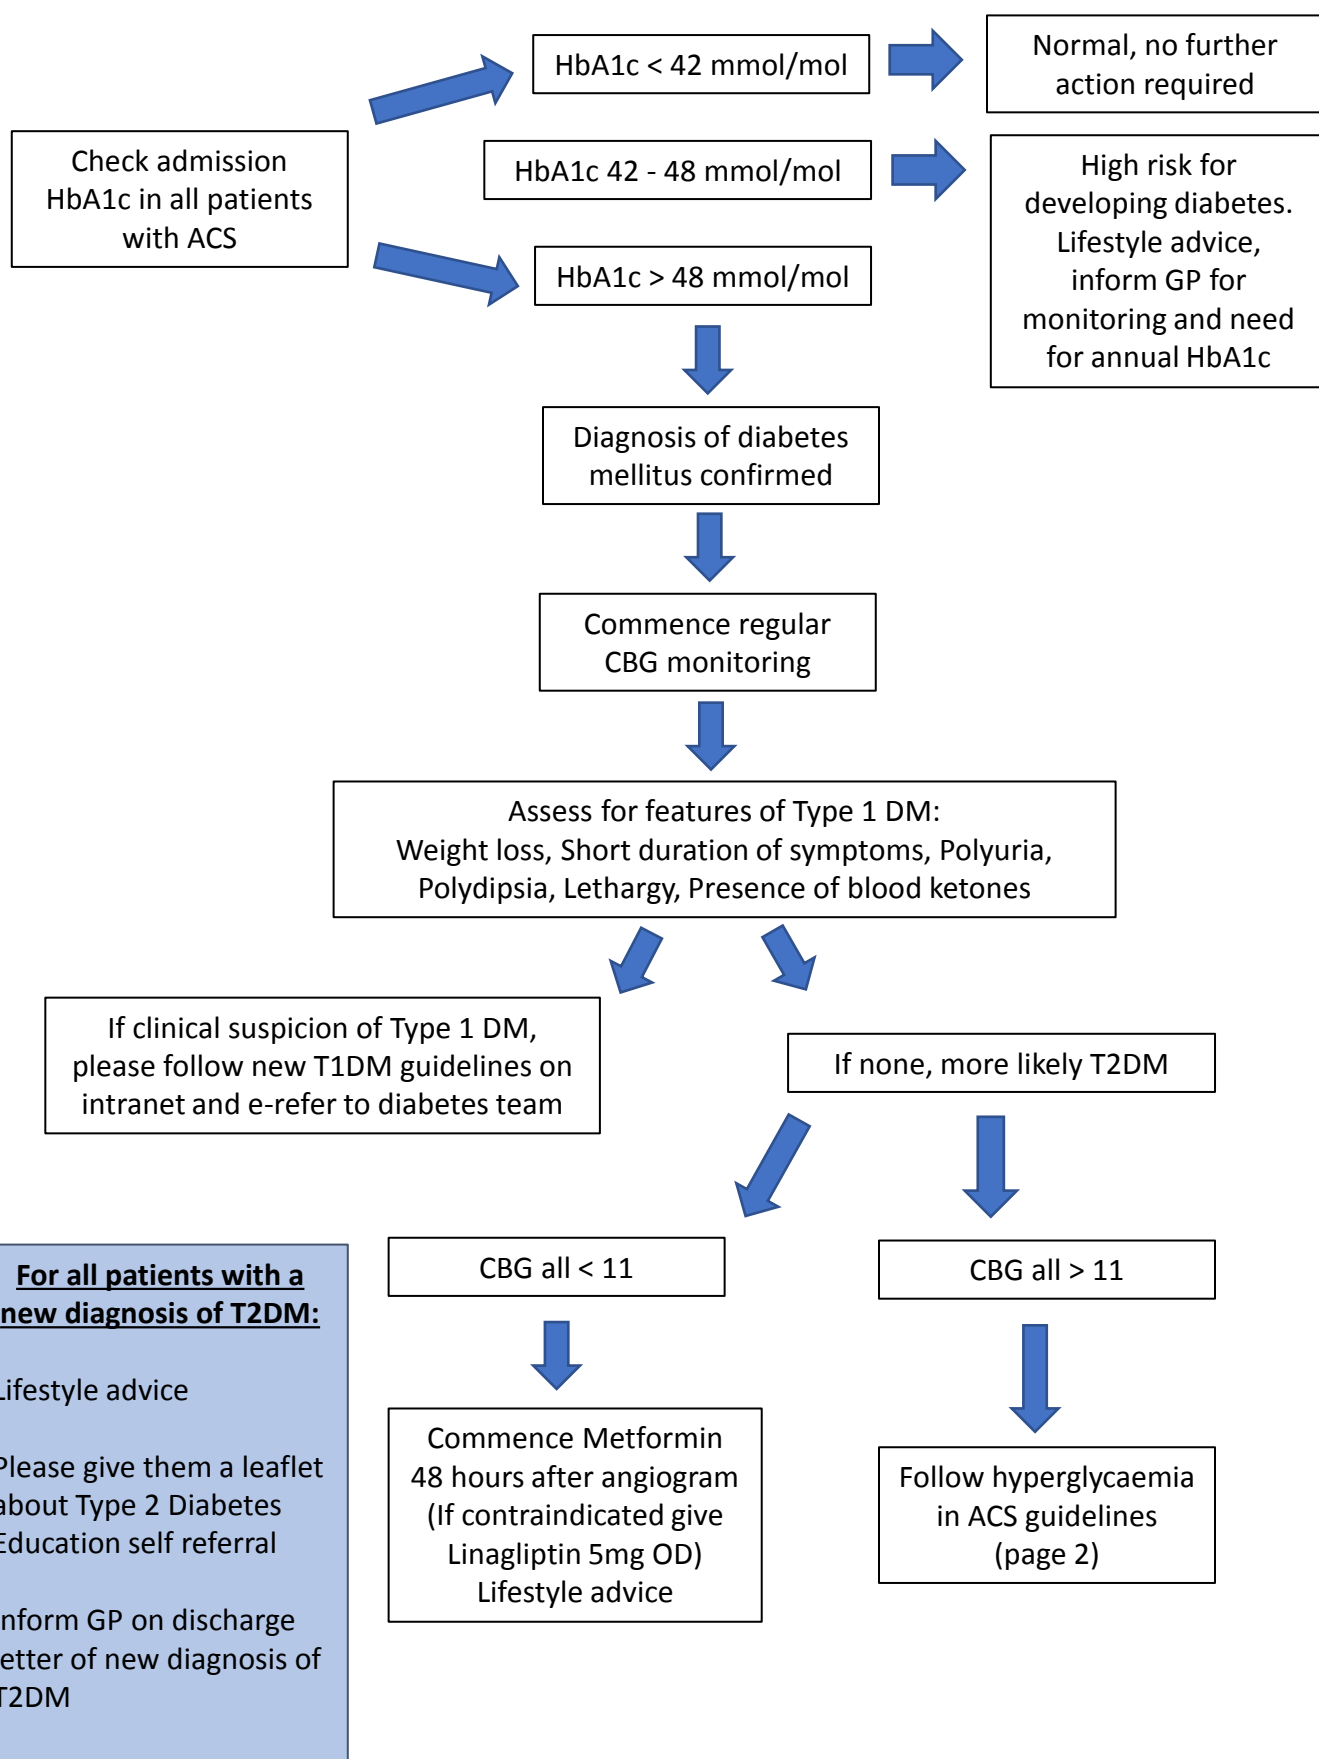 HbA1c < 42 mmol/mol
Normal, no further
action required
Check admission
HbA1c in all patients
with ACS
HbA1c 42 - 48 mmol/mol
High risk for
developing diabetes.
Lifestyle advice,
inform GP for
monitoring and need
for annual HbA1c
HbA1c > 48 mmol/mol
Diagnosis of diabetes
mellitus confirmed
Commence regular
CBG monitoring
Assess for features of Type 1 DM:
Weight loss, Short duration of symptoms, Polyuria,
Polydipsia, Lethargy, Presence of blood ketones
If clinical suspicion of Type 1 DM,
please follow new T1DM guidelines on
intranet and e-refer to diabetes team
If none, more likely T2DM
CBG all < 11
CBG all > 11
Commence Metformin
48 hours after angiogram
(If contraindicated give
Linagliptin 5mg OD)
Lifestyle advice
Follow hyperglycaemia
in ACS guidelines
(page 2)
For all patients with a
new diagnosis of T2DM:
Lifestyle advice
Please give them a leaflet
about Type 2 Diabetes
Education self referral
Inform GP on discharge
letter of new diagnosis of
T2DM